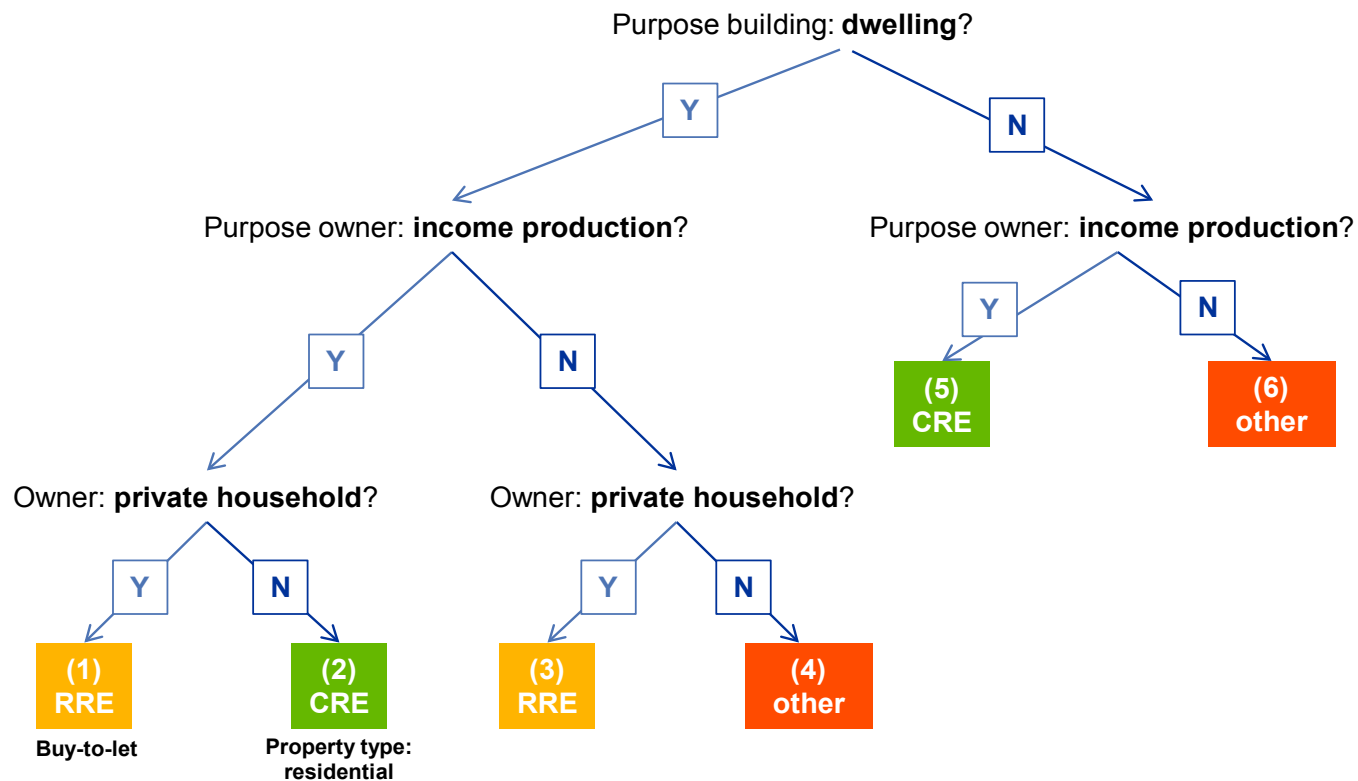 Purpose building: dwelling?
Y
N
Purpose owner: income production?
Purpose owner: income production?
Y
N
Y
N
(5)
CRE
(6)
other
Owner: private household?
Owner: private household?
Y
N
Y
N
(1)
RRE
(2)
CRE
(3)
RRE
(4)
other
Buy-to-let
Property type:
residential